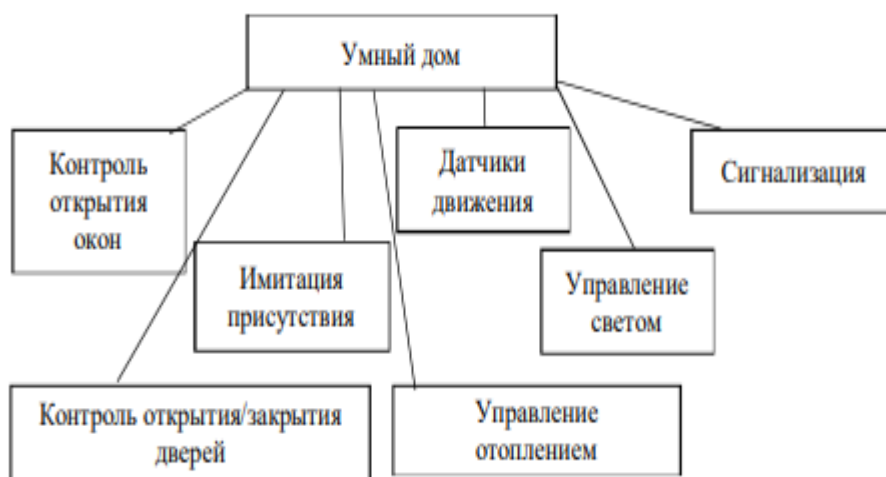 Умный дом
Контроль
открытия
окон
Датчики
движения
Сигнализация
Имитация
присутствия
Управление
светом
Контроль открытия/закрытия
дверей
Управление
отоплением